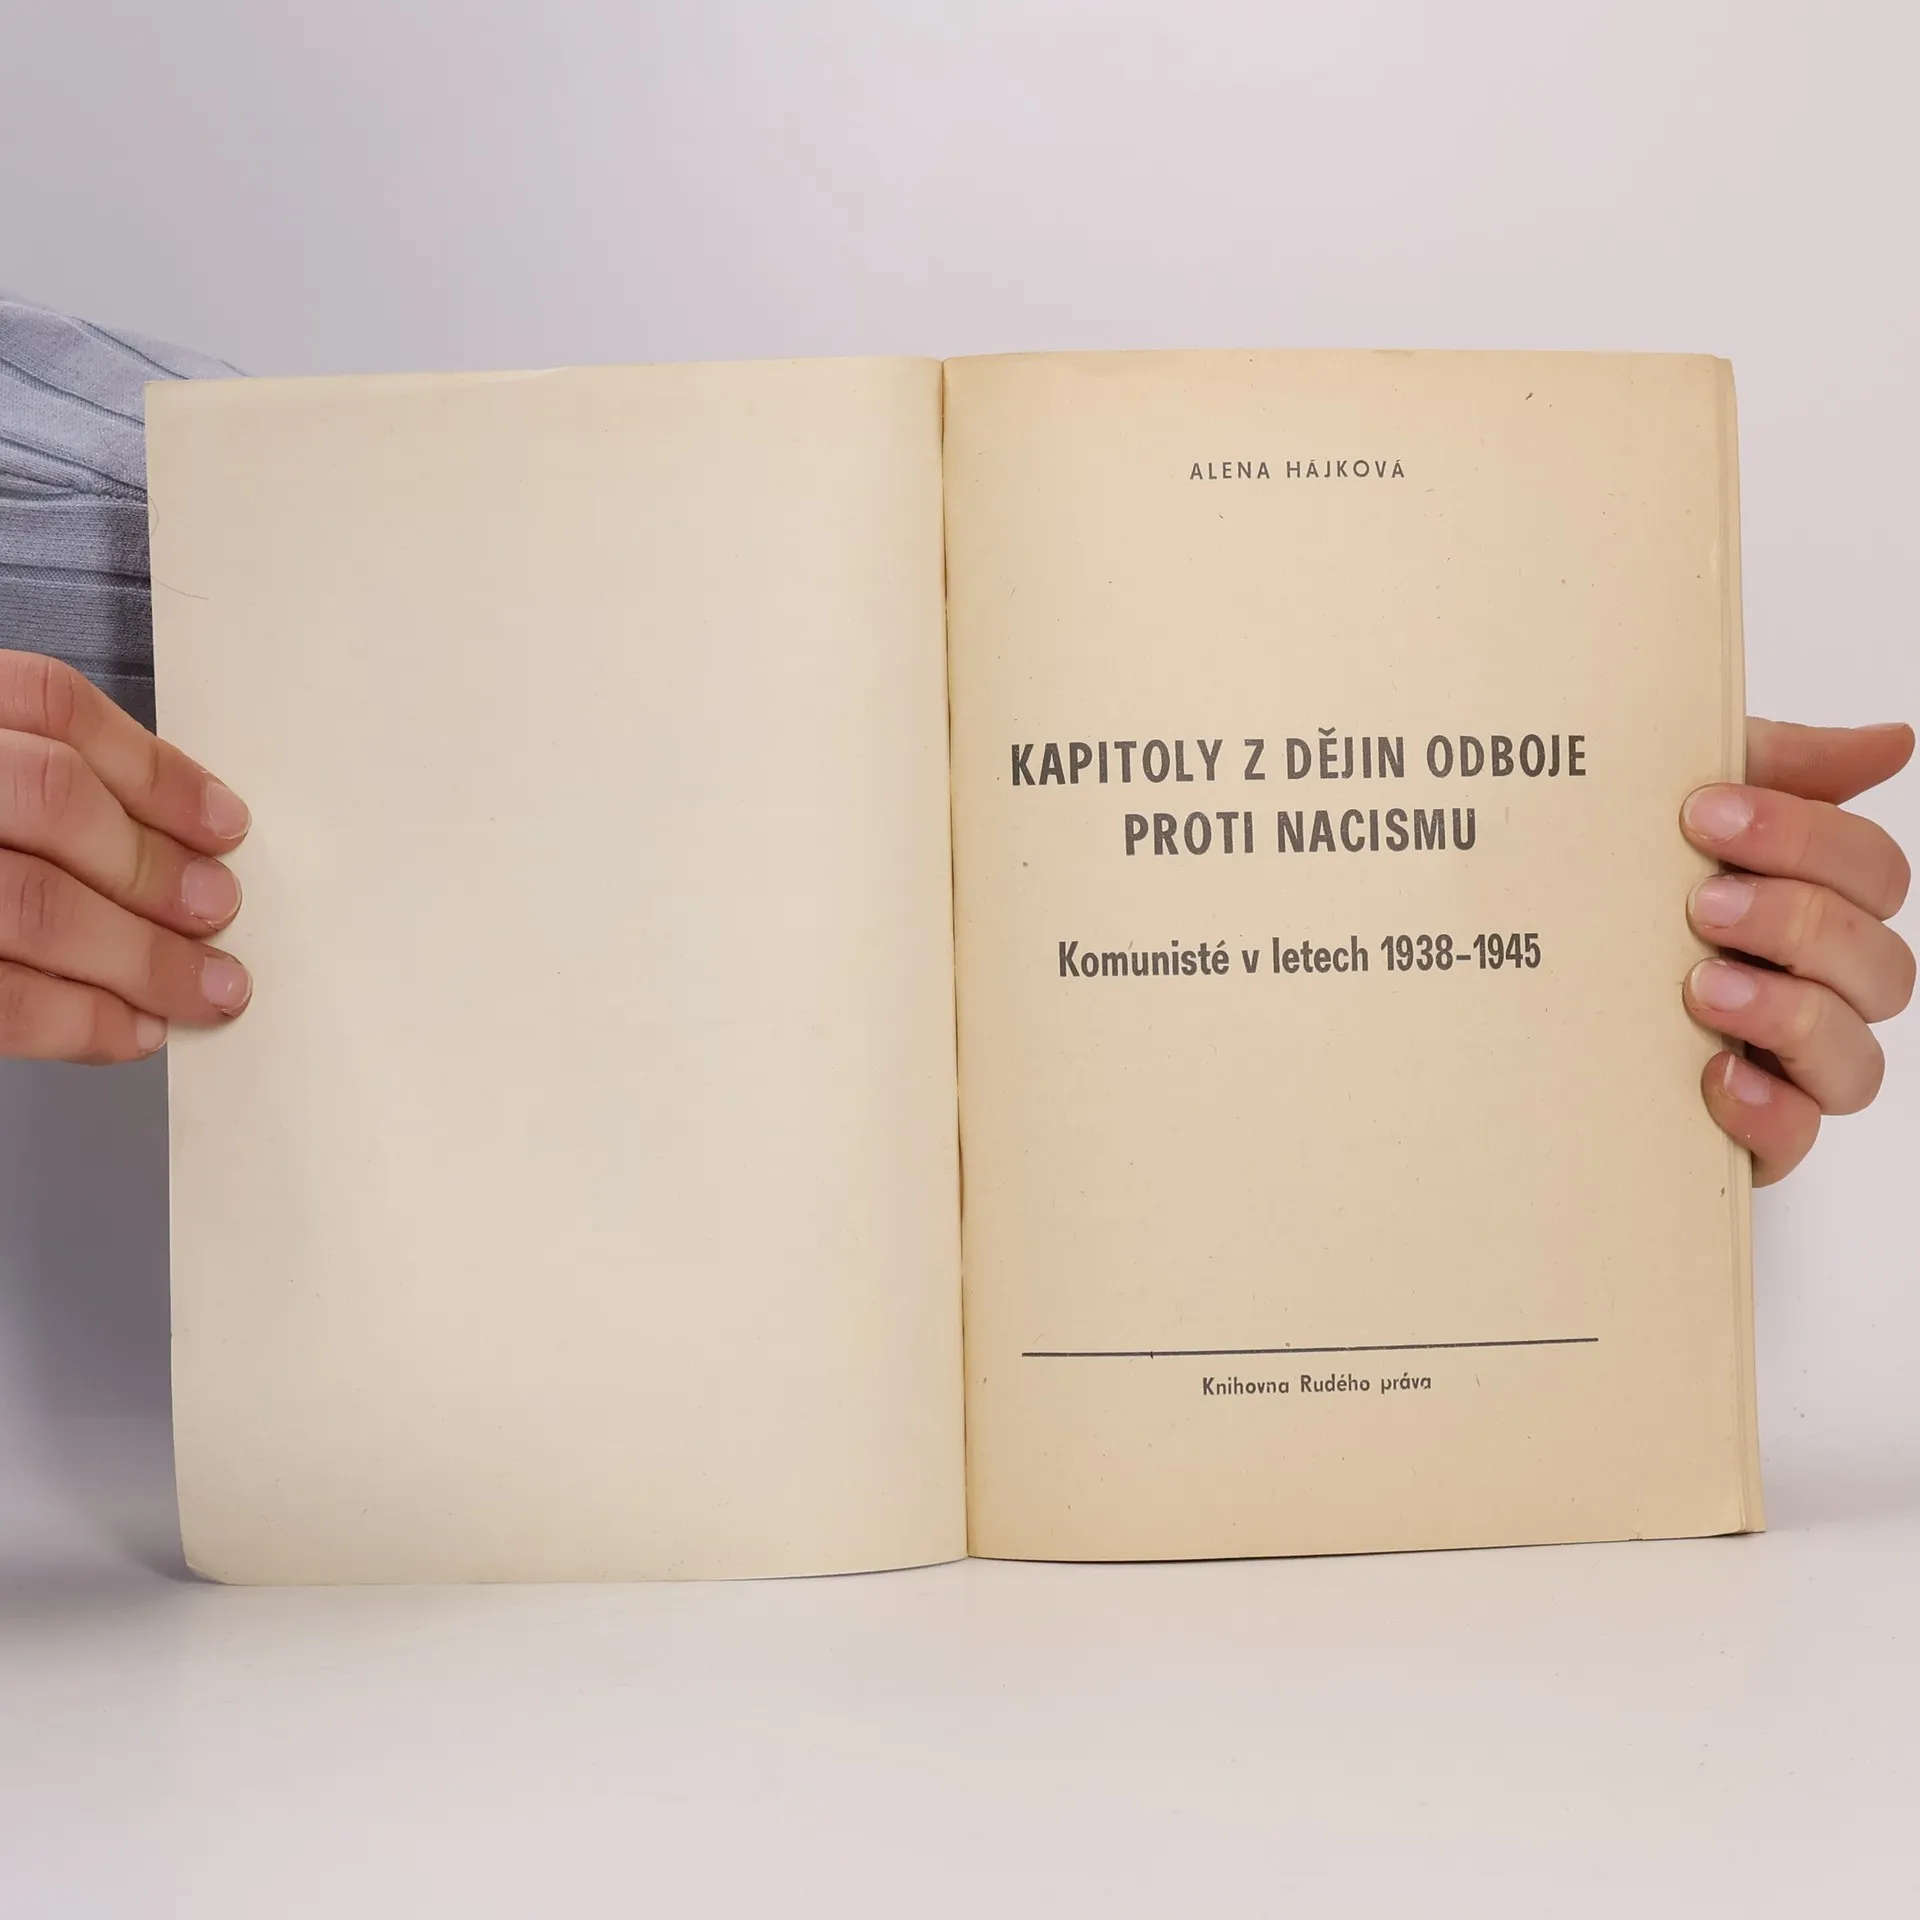 ALENA HÁJKOVÁ
KAPITOLY Z DĚJIN ODBOJE
PROTI NACISMU
Komunisté v letech 1938–1945
Knihovna Rudého práva